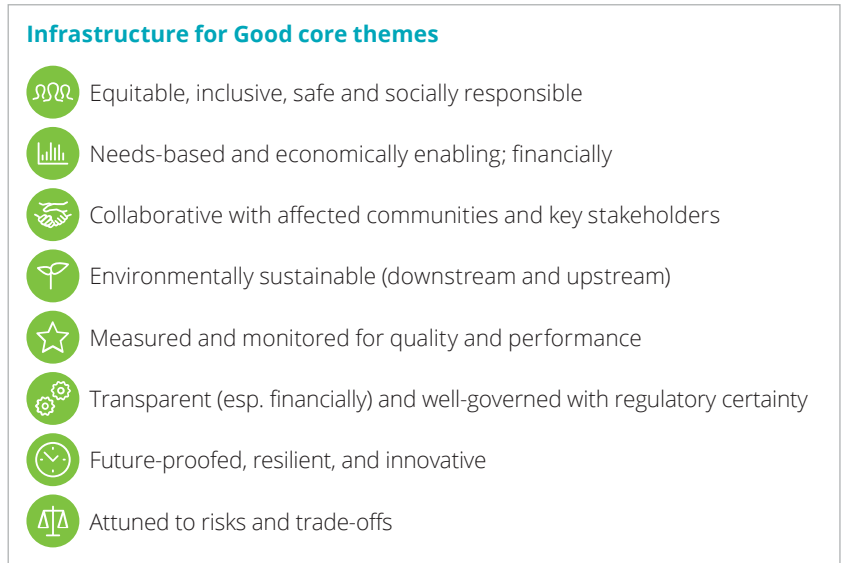 Infrastructure for Good core themes
Equitable, inclusive, safe and socially responsible
Needs-based and economically enabling; financially
Collaborative with affected communities and key stakeholders
Environmentally sustainable (downstream and upstream)
Measured and monitored for quality and performance
Transparent (esp. financially) and well-governed with regulatory certainty
Future-proofed, resilient, and innovative
Attuned to risks and trade-offs